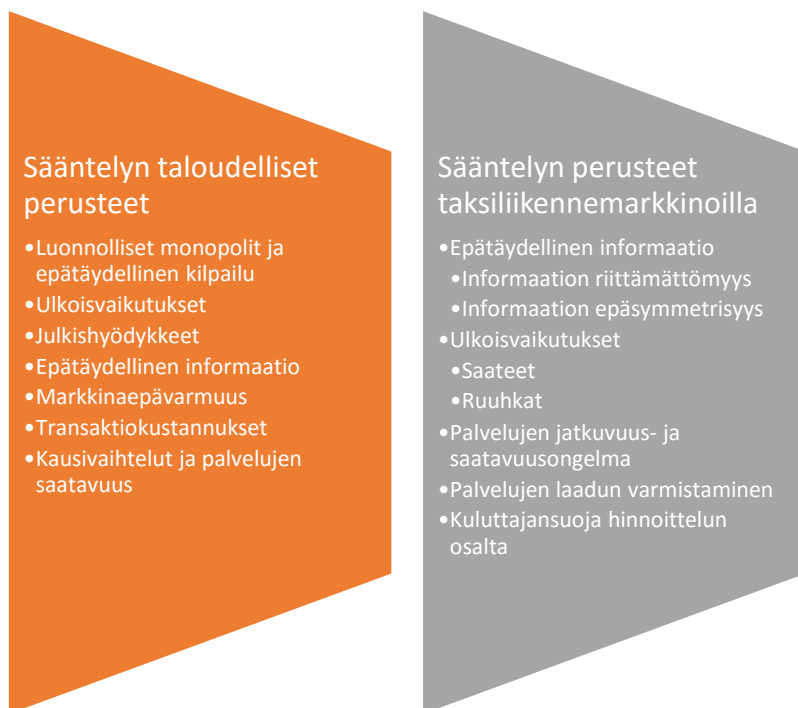 Sääntelyn taloudelliset
perusteet
•Luonnolliset monopolit ja
epätäydellinen kilpailu
•Ulkoisvaikutukset
•Julkishyödykkeet
•Epätäydellinen informaatio
•Markkinaepävarmuus
•Transaktiokustannukset
•Kausivaihtelut ja palvelujen
saatavuus
Sääntelyn perusteet
taksiliikennemarkkinoilla
•Epätäydellinen informaatio
•Informaation riittämättömyys
•Informaation epäsymmetrisyys
•Ulkoisvaikutukset
•Saateet
•Ruuhkat
•Palvelujen jatkuvuus- ja
saatavuusongelma
•Palvelujen laadun varmistaminen
•Kuluttajansuoja hinnoittelun
osalta